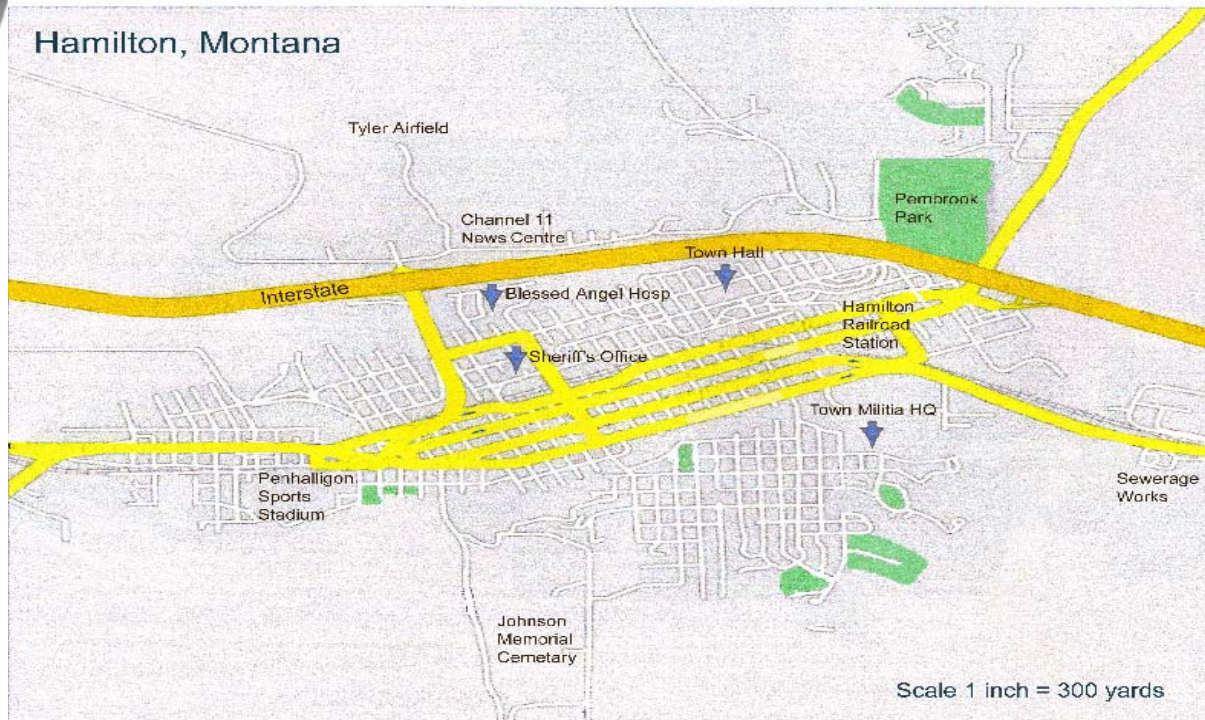 Hamilton, Montana
Tyler Airfield
Channel 11
News Centre
Pembrook
Park
Town Hall
Interstate
Blessed Angel Hosp
Hamilton
Railroad
Station
Sheriff's Office
Town Militia HQ
Penhalligon
Sports
Stadium
Sewerage
Works
Johnson
Memorial
Cemetary
Scale 1 inch = 300 yards